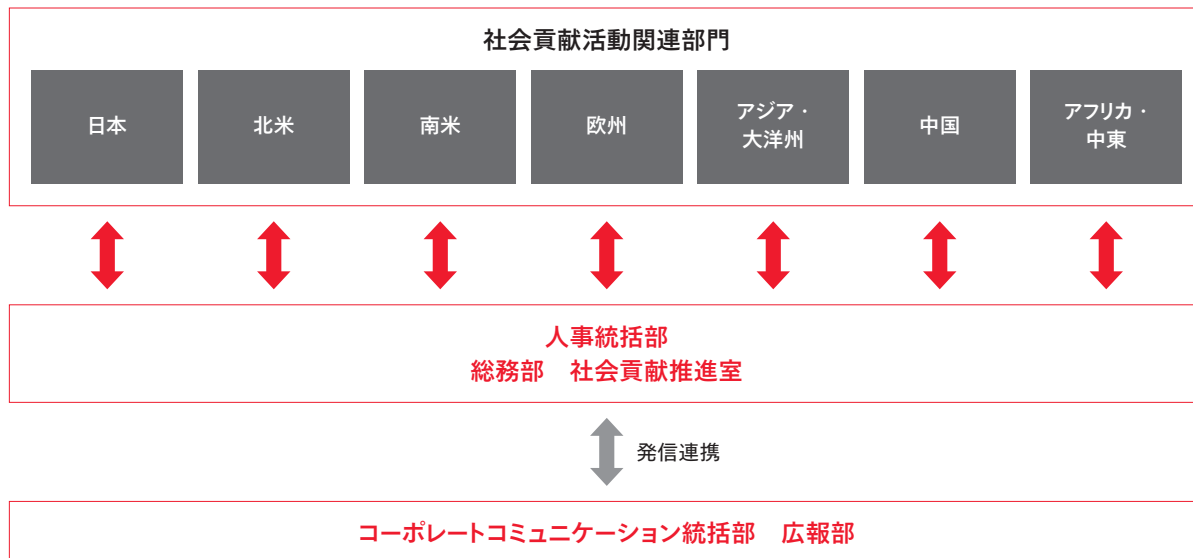 社会貢献活動関連部門
日本
北米
南米
欧州
アジア・
大洋州
中国
アフリカ・
中東
人事統括部
総務部　社会貢献推進室
発信連携
コーポレートコミュニケーション統括部　広報部